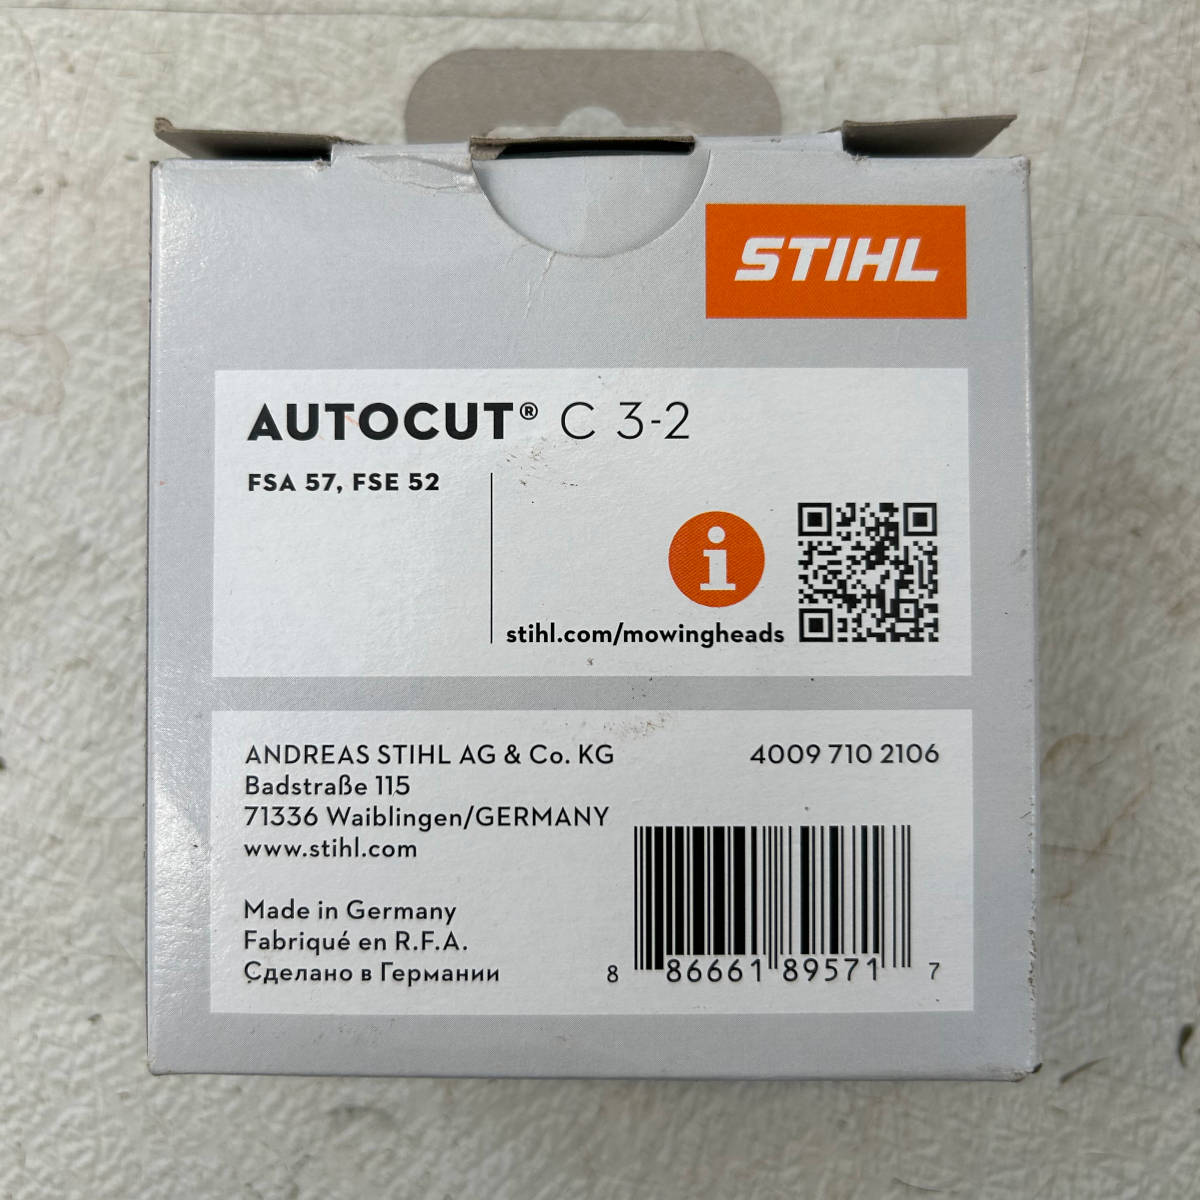 STIHL
AUTOCUT® C 3-2
FSA 57, FSE 52
i
stihl.com/mowingheads
ANDREAS STIHL AG & Co. KG
Badstraße 115
71336 Waiblingen/GERMANY
www.stihl.com
4009 710 2106
Made in Germany
Fabriqué en R.F.A.
Сделано в Германии
8 86661 89571 7